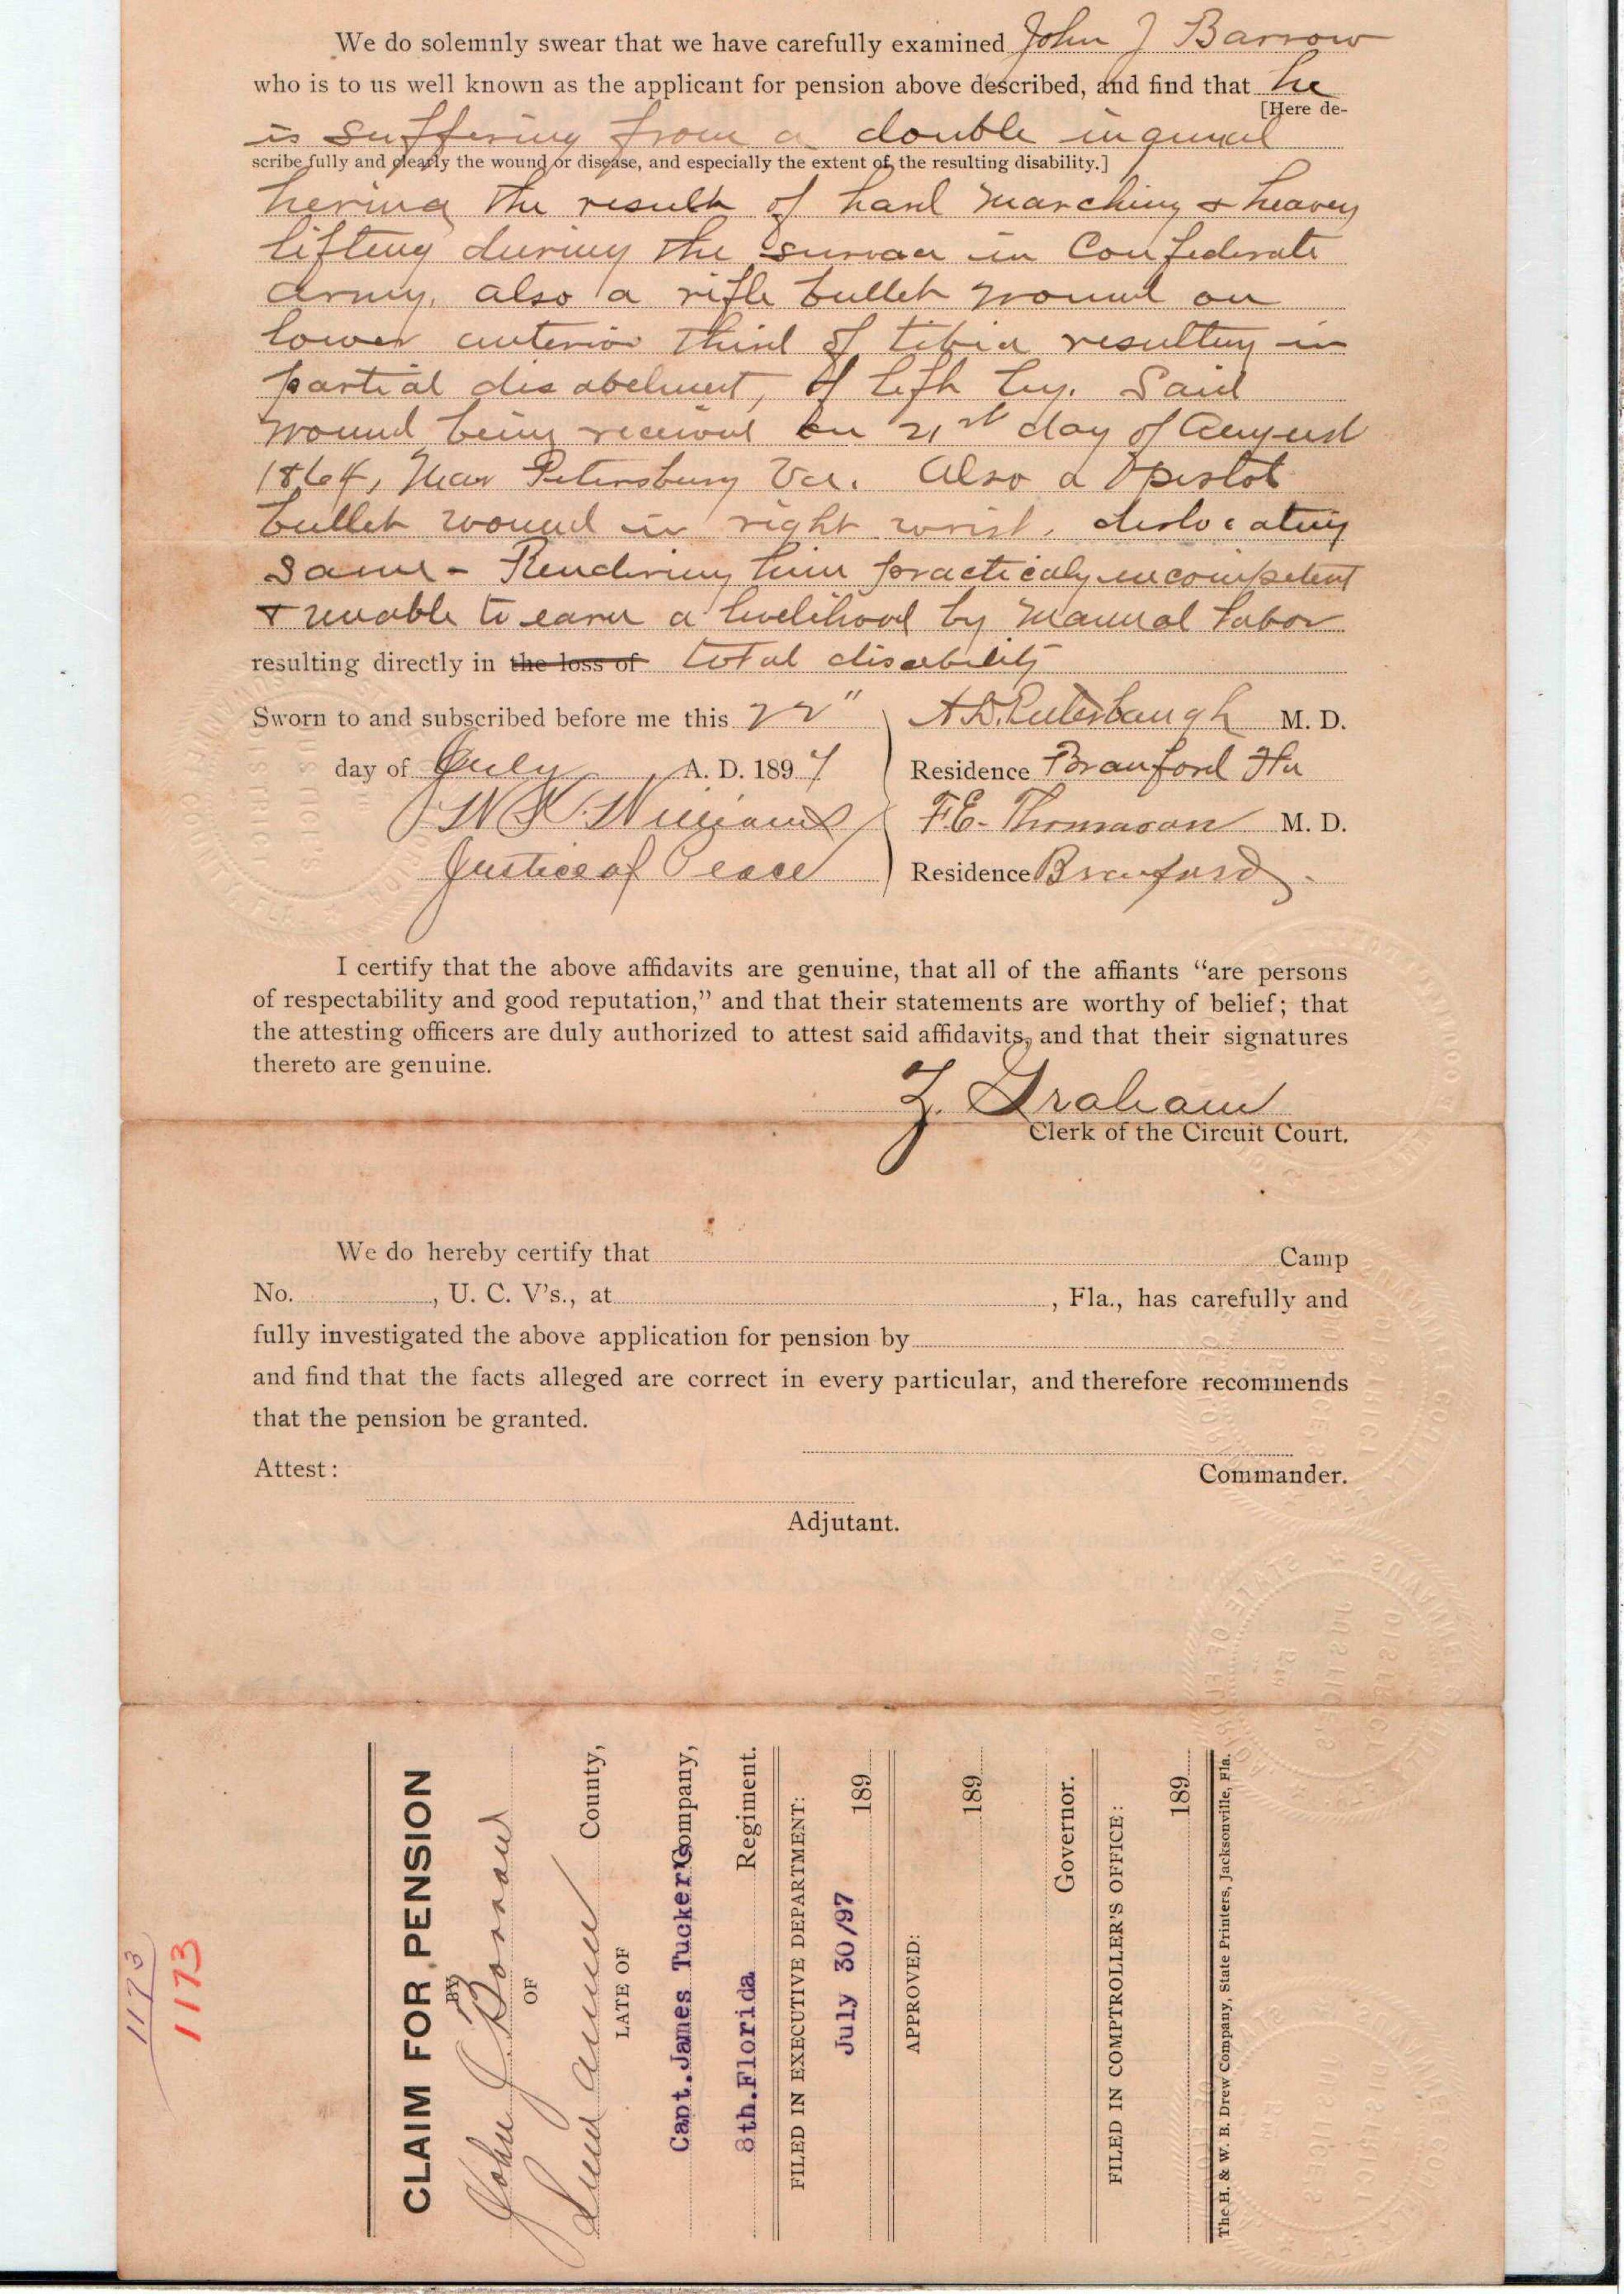 We do solemnly swear that we have carefully examined John J Barrow
who is to us well known as the applicant for pension above described, and find that he
[Here de-
is suffering from a double inguinal
scribe fully and clearly the wound or disease, and especially the extent of the resulting disability.]
hernia the result of hard marching & heavy
lifting during the in Confederate
Army, also a rifle bullet wound on
lower anterior third of tibia resulting in
partial disabelment, of left leg. Said
wound being received on 21st day of August
1864, Near Petersburg Va. Also a pistol
bullet wound in right wrist, dislocating
same - Rendering him practicaly incompetent
& unable to earn a livelihood by manual labor
resulting directly in the loss of total disability
Sworn to and subscribed before me this 22" A. D. Puterbaugh M. D.
day of July, A. D. 1897 Residence Branford Fla
W Williams F. E. Thomason M. D.
Justice of Peace Residence Branford.
I certify that the above affidavits are genuine, that all of the affiants "are persons
of respectability and good reputation," and that their statements are worthy of belief; that
the attesting officers are duly authorized to attest said affidavits, and that their signatures
thereto are genuine.
Z. Graham
Clerk of the Circuit Court.
We do hereby certify that Camp
No. , U. C. V's., at , Fla., has carefully and
fully investigated the above application for pension by
and find that the facts alleged are correct in every particular, and therefore recommends
that the pension be granted.
Attest: Commander.
Adjutant.
1173
1173
CLAIM FOR PENSION
BY
John J. Barrow
OF
Suwannee County,
LATE OF
Capt. James Tucker's Company,
8th. Florida Regiment.
FILED IN EXECUTIVE DEPARTMENT:
July 30/97 189
APPROVED:
189
Governor.
FILED IN COMPTROLLER'S OFFICE:
189
The H. & W. B. Drew Company, State Printers, Jacksonville, Fla.